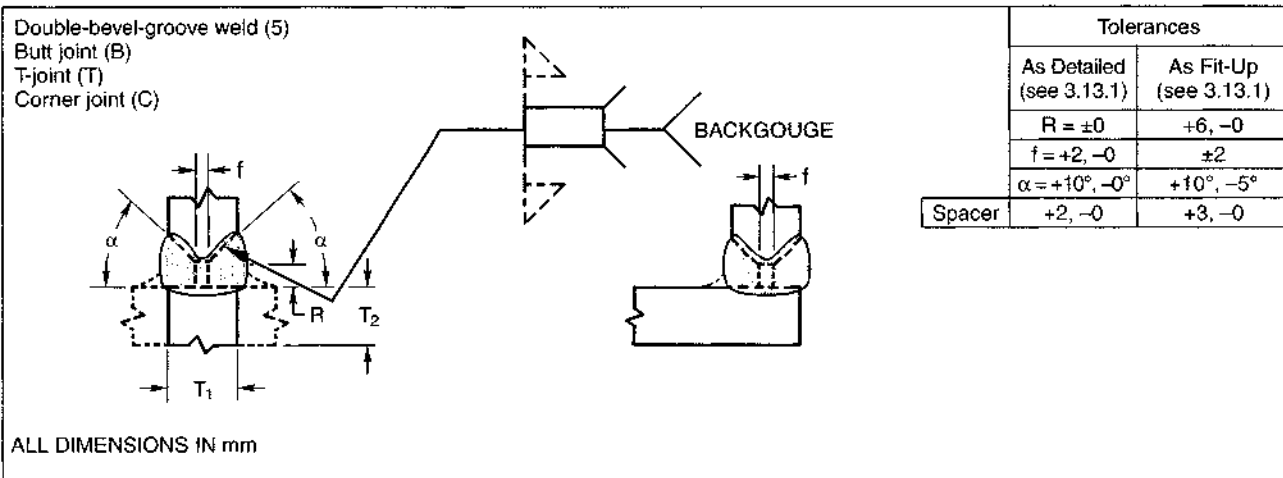 Double-bevel-groove weld (5)
Butt joint (B)
T-joint (T)
Corner joint (C)
BACKGOUGE
f
f
α
α
R
T₂
T₁
ALL DIMENSIONS IN mm
Tolerances
As Detailed (see 3.13.1) As Fit-Up (see 3.13.1)
R = ±0 +6, –0
f = +2, –0 ±2
α = +10°, –0° +10°, –5°
Spacer +2, –0 +3, –0